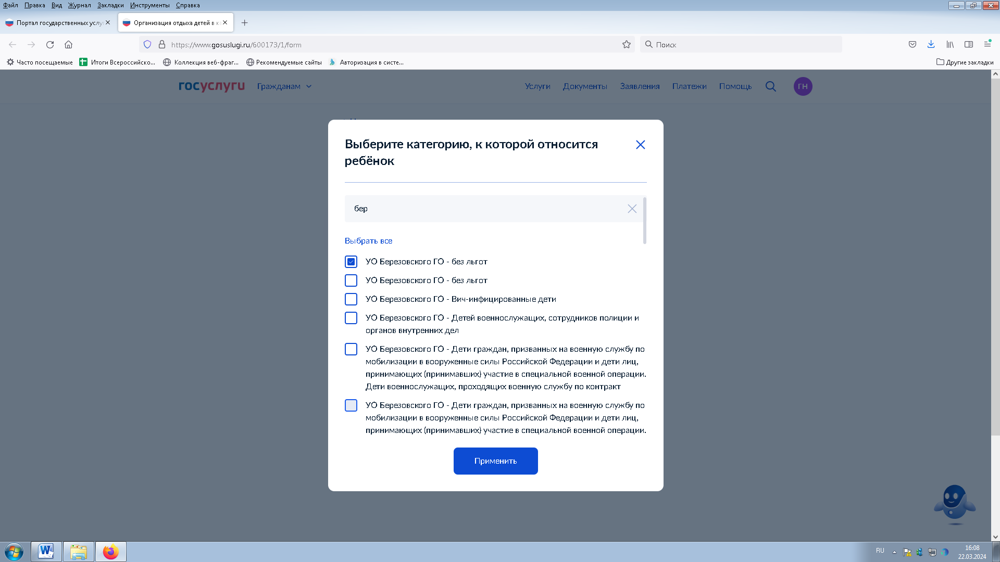 Файл Правка Вид Журнал Закладки Инструменты Справка
Портал государственных услу
Организация отдыха детей в к
https://www.gosuslugi.ru/600173/1/form
Поиск
Часто посещаемые
Итоги Всероссийско...
Коллекция веб-фраг...
Рекомендуемые сайты
Авторизация в систе...
Другие закладки
госуслуги
Гражданам
Услуги Документы Заявления Платежи Помощь
ГН
Выберите категорию, к которой относится
ребёнок
бер
Выбрать все
УО Березовского ГО - без льгот
УО Березовского ГО - без льгот
УО Березовского ГО - Вич-инфицированные дети
УО Березовского ГО - Детей военнослужащих, сотрудников полиции и
органов внутренних дел
УО Березовского ГО - Дети граждан, призванных на военную службу по
мобилизации в вооруженные силы Российской Федерации и дети лиц,
принимающих (принимавших) участие в специальной военной операции.
Дети военнослужащих, проходящих военную службу по контракт
УО Березовского ГО - Дети граждан, призванных на военную службу по
мобилизации в вооруженные силы Российской Федерации и дети лиц,
принимающих (принимавших) участие в специальной военной операции.
Применить
RU
16:08
22.03.2024